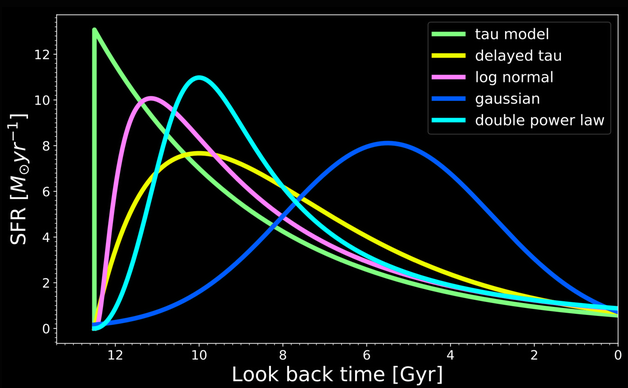 tau model
delayed tau
log normal
gaussian
double power law
12
10
8
6
4
2
0
SFR [M⊙yr⁻¹]
12 10 8 6 4 2 0
Look back time [Gyr]